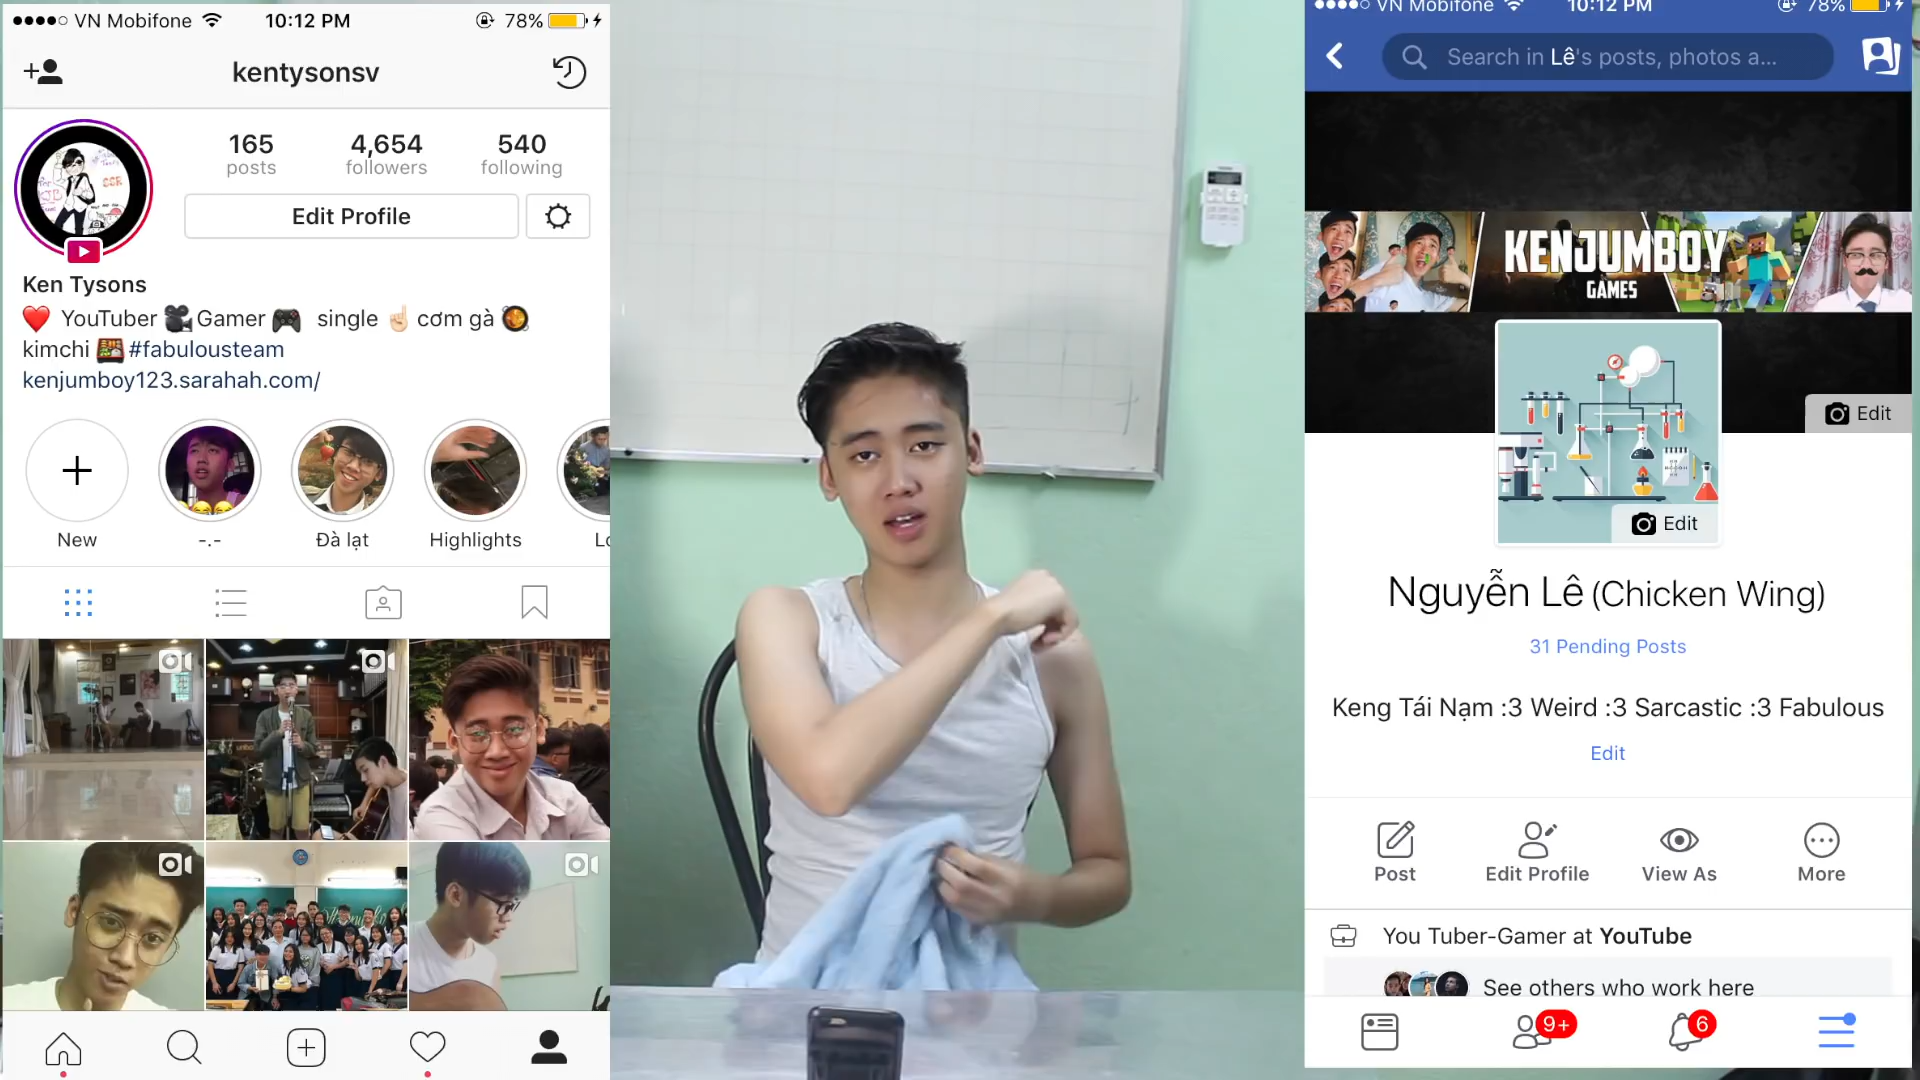 VN Mobifone 10:12 PM 78%
kentysonsv
165 4,654 540
posts followers following
Edit Profile
Ken Tysons
❤️ YouTuber 🎥 Gamer 🎮 single ☝🏻 cơm gà 🥘
kimchi 🍱 #fabulousteam
kenjumboy123.sarahah.com/
New -.- Đà lạt Highlights Lo
VN Mobifone 10:12 PM 78%
Search in Lê's posts, photos a...
KENJUMBOY
GAMES
Edit
Edit
Nguyễn Lê (Chicken Wing)
31 Pending Posts
Keng Tái Nạm :3 Weird :3 Sarcastic :3 Fabulous
Edit
Post Edit Profile View As More
You Tuber-Gamer at YouTube
See others who work here
9+ 6